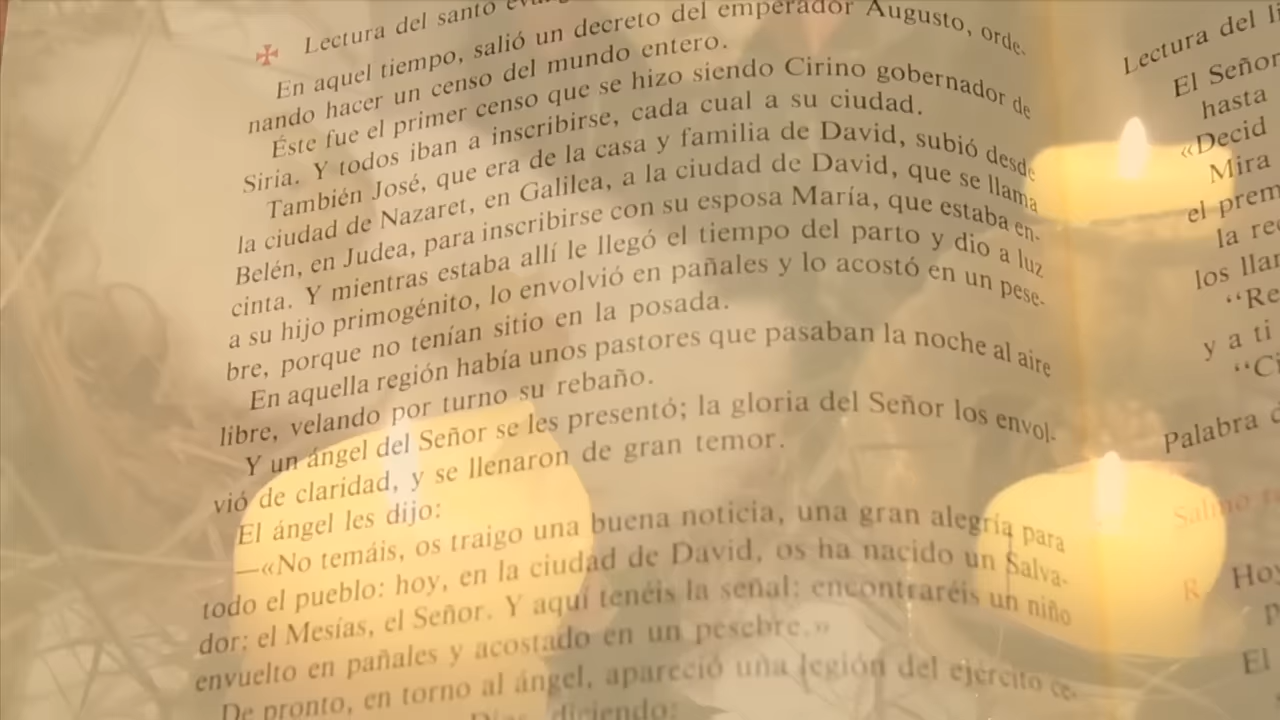 Lectura del santo
En aquel tiempo, salió un decreto del emperador Augusto, orde-
nando hacer un censo del mundo entero.
Éste fue el primer censo que se hizo siendo Cirino gobernador de
Siria. Y todos iban a inscribirse, cada cual a su ciudad.
También José, que era de la casa y familia de David, subió desde
la ciudad de Nazaret, en Galilea, a la ciudad de David, que se llama
Belén, en Judea, para inscribirse con su esposa María, que estaba en-
cinta. Y mientras estaba allí le llegó el tiempo del parto y dio a luz
a su hijo primogénito, lo envolvió en pañales y lo acostó en un pese-
bre, porque no tenían sitio en la posada.
En aquella región había unos pastores que pasaban la noche al aire
libre, velando por turno su rebaño.
Y un ángel del Señor se les presentó; la gloria del Señor los envol-
vió de claridad, y se llenaron de gran temor.
El ángel les dijo:
—«No temáis, os traigo una buena noticia, una gran alegría para
todo el pueblo: hoy, en la ciudad de David, os ha nacido un Salva-
dor: el Mesías, el Señor. Y aquí tenéis la señal: encontraréis un niño
envuelto en pañales y acostado en un pesebre.»
De pronto, en torno al ángel, apareció una legión del ejército ce-
diciendo:
Lectura del
El Señor
hasta
«Decid
Mira
el prem
la re
los llar
“Re
y a ti
“Ci
Palabra
Salmo
R. Ho
El